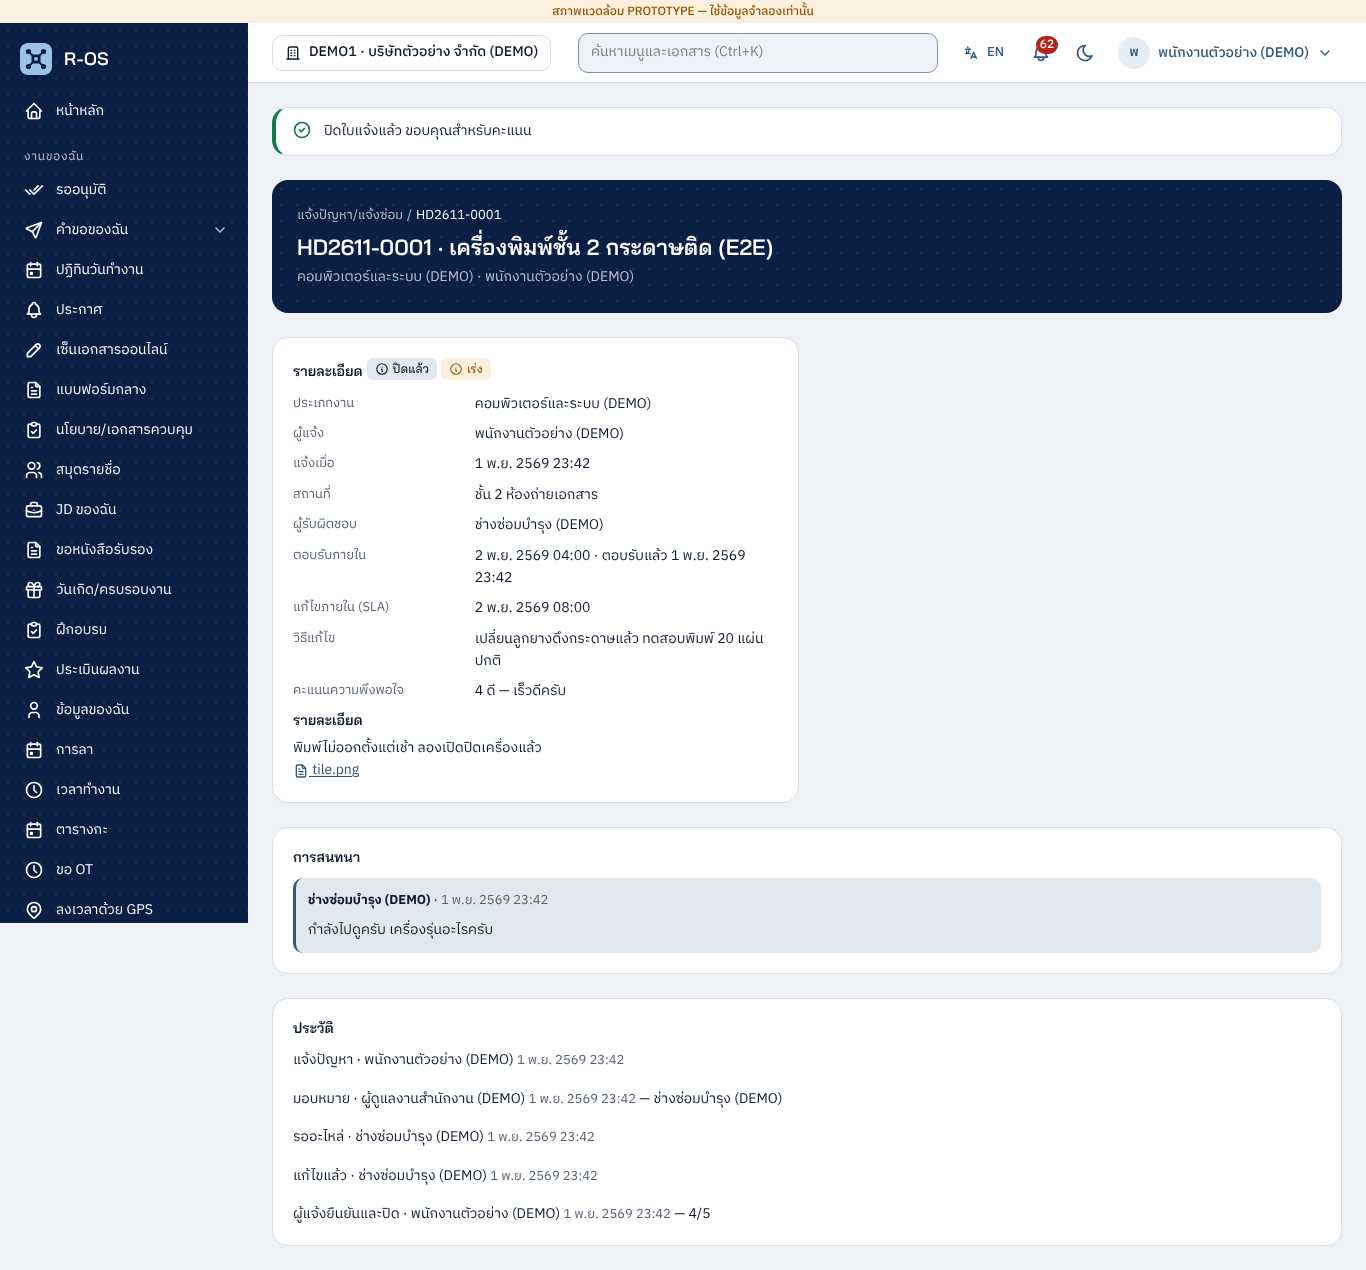 สภาพแวดล้อม PROTOTYPE — ใช้ข้อมูลจำลองเท่านั้น
R-OS
หน้าหลัก
งานของฉัน
รออนุมัติ
คำขอของฉัน
ปฏิทินวันทำงาน
ประกาศ
เซ็นเอกสารออนไลน์
แบบฟอร์มกลาง
นโยบาย/เอกสารควบคุม
สมุดรายชื่อ
JD ของฉัน
ขอหนังสือรับรอง
วันเกิด/ครบรอบงาน
ฝึกอบรม
ประเมินผลงาน
ข้อมูลของฉัน
การลา
เวลาทำงาน
ตารางกะ
ขอ OT
ลงเวลาด้วย GPS
DEMO1 · บริษัทตัวอย่าง จำกัด (DEMO)
ค้นหาเมนูและเอกสาร (Ctrl+K)
EN
62
พ พนักงานตัวอย่าง (DEMO)
ปิดใบแจ้งแล้ว ขอบคุณสำหรับคะแนน
แจ้งปัญหา/แจ้งซ่อม / HD2611-0001
HD2611-0001 · เครื่องพิมพ์ชั้น 2 กระดาษติด (E2E)
คอมพิวเตอร์และระบบ (DEMO) · พนักงานตัวอย่าง (DEMO)
รายละเอียด ปิดแล้ว เร่ง
ประเภทงาน คอมพิวเตอร์และระบบ (DEMO)
ผู้แจ้ง พนักงานตัวอย่าง (DEMO)
แจ้งเมื่อ 1 พ.ย. 2569 23:42
สถานที่ ชั้น 2 ห้องถ่ายเอกสาร
ผู้รับผิดชอบ ช่างซ่อมบำรุง (DEMO)
ตอบรับภายใน 2 พ.ย. 2569 04:00 · ตอบรับแล้ว 1 พ.ย. 2569
23:42
แก้ไขภายใน (SLA) 2 พ.ย. 2569 08:00
วิธีแก้ไข เปลี่ยนลูกยางดึงกระดาษแล้ว ทดสอบพิมพ์ 20 แผ่น
ปกติ
คะแนนความพึงพอใจ 4 ดี — เร็วดีครับ
รายละเอียด
พิมพ์ไม่ออกตั้งแต่เช้า ลองเปิดปิดเครื่องแล้ว
tile.png
การสนทนา
ช่างซ่อมบำรุง (DEMO) · 1 พ.ย. 2569 23:42
กำลังไปดูครับ เครื่องรุ่นอะไรครับ
ประวัติ
แจ้งปัญหา · พนักงานตัวอย่าง (DEMO) 1 พ.ย. 2569 23:42
มอบหมาย · ผู้ดูแลงานสำนักงาน (DEMO) 1 พ.ย. 2569 23:42 — ช่างซ่อมบำรุง (DEMO)
รออะไหล่ · ช่างซ่อมบำรุง (DEMO) 1 พ.ย. 2569 23:42
แก้ไขแล้ว · ช่างซ่อมบำรุง (DEMO) 1 พ.ย. 2569 23:42
ผู้แจ้งยืนยันและปิด · พนักงานตัวอย่าง (DEMO) 1 พ.ย. 2569 23:42 — 4/5